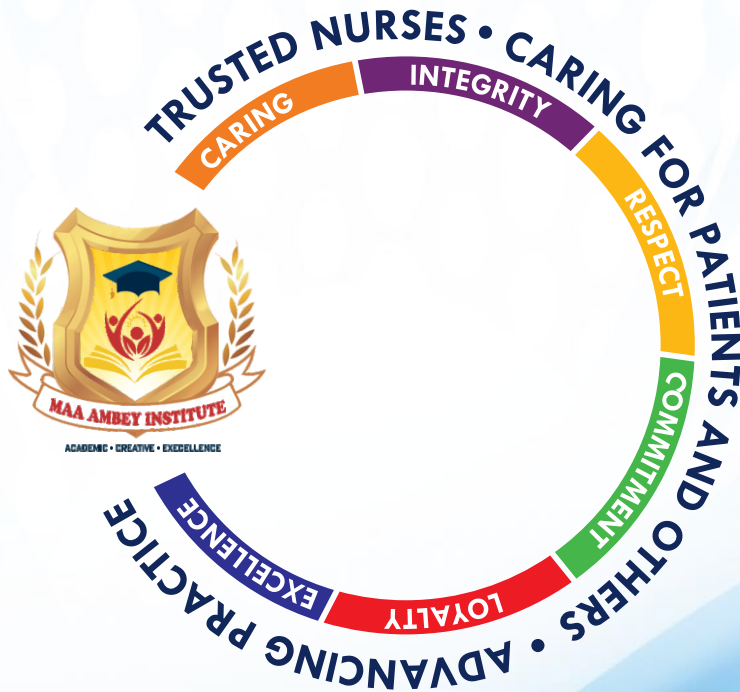 TRUSTED NURSES • CARING FOR PATIENTS AND OTHERS • ADVANCING PRACTICE
CARING
INTEGRITY
RESPECT
COMMITMENT
LOYALTY
EXCELLENCE
MAA AMBEY INSTITUTE
ACADEMIC • CREATIVE • EXECELLENCE